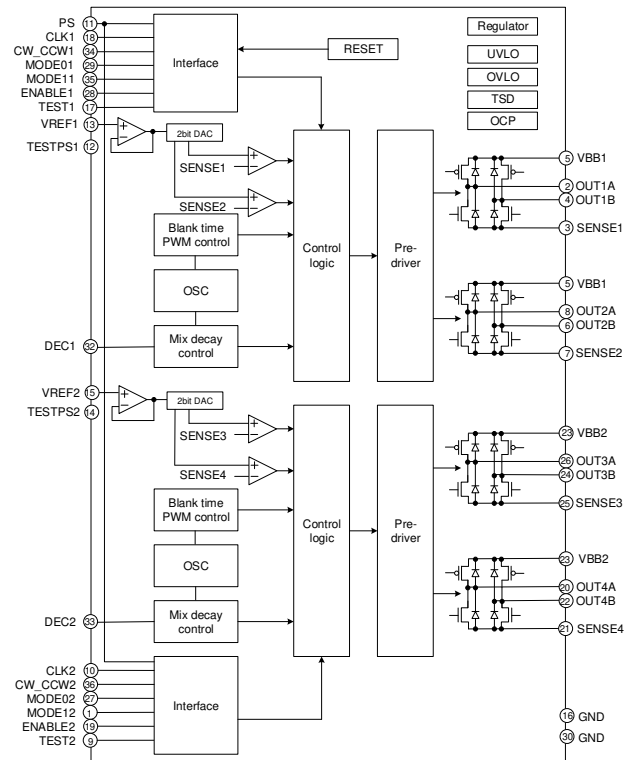 PS 11
CLK1 18
CW_CCW1 34
MODE01 29
MODE11 35
ENABLE1 28
TEST1 17
VREF1 13
TESTPS1 12
Interface
RESET
Regulator
UVLO
OVLO
TSD
OCP
2bit DAC
SENSE1
SENSE2
Blank time
PWM control
OSC
DEC1 32
Mix decay
control
Control
logic
Pre-
driver
5 VBB1
2 OUT1A
4 OUT1B
3 SENSE1
5 VBB1
8 OUT2A
6 OUT2B
7 SENSE2
VREF2 15
TESTPS2 14
2bit DAC
SENSE3
SENSE4
Blank time
PWM control
OSC
DEC2 33
Mix decay
control
Control
logic
Pre-
driver
23 VBB2
26 OUT3A
24 OUT3B
25 SENSE3
23 VBB2
20 OUT4A
22 OUT4B
21 SENSE4
CLK2 10
CW_CCW2 36
MODE02 27
MODE12 1
ENABLE2 19
TEST2 9
Interface
16 GND
30 GND